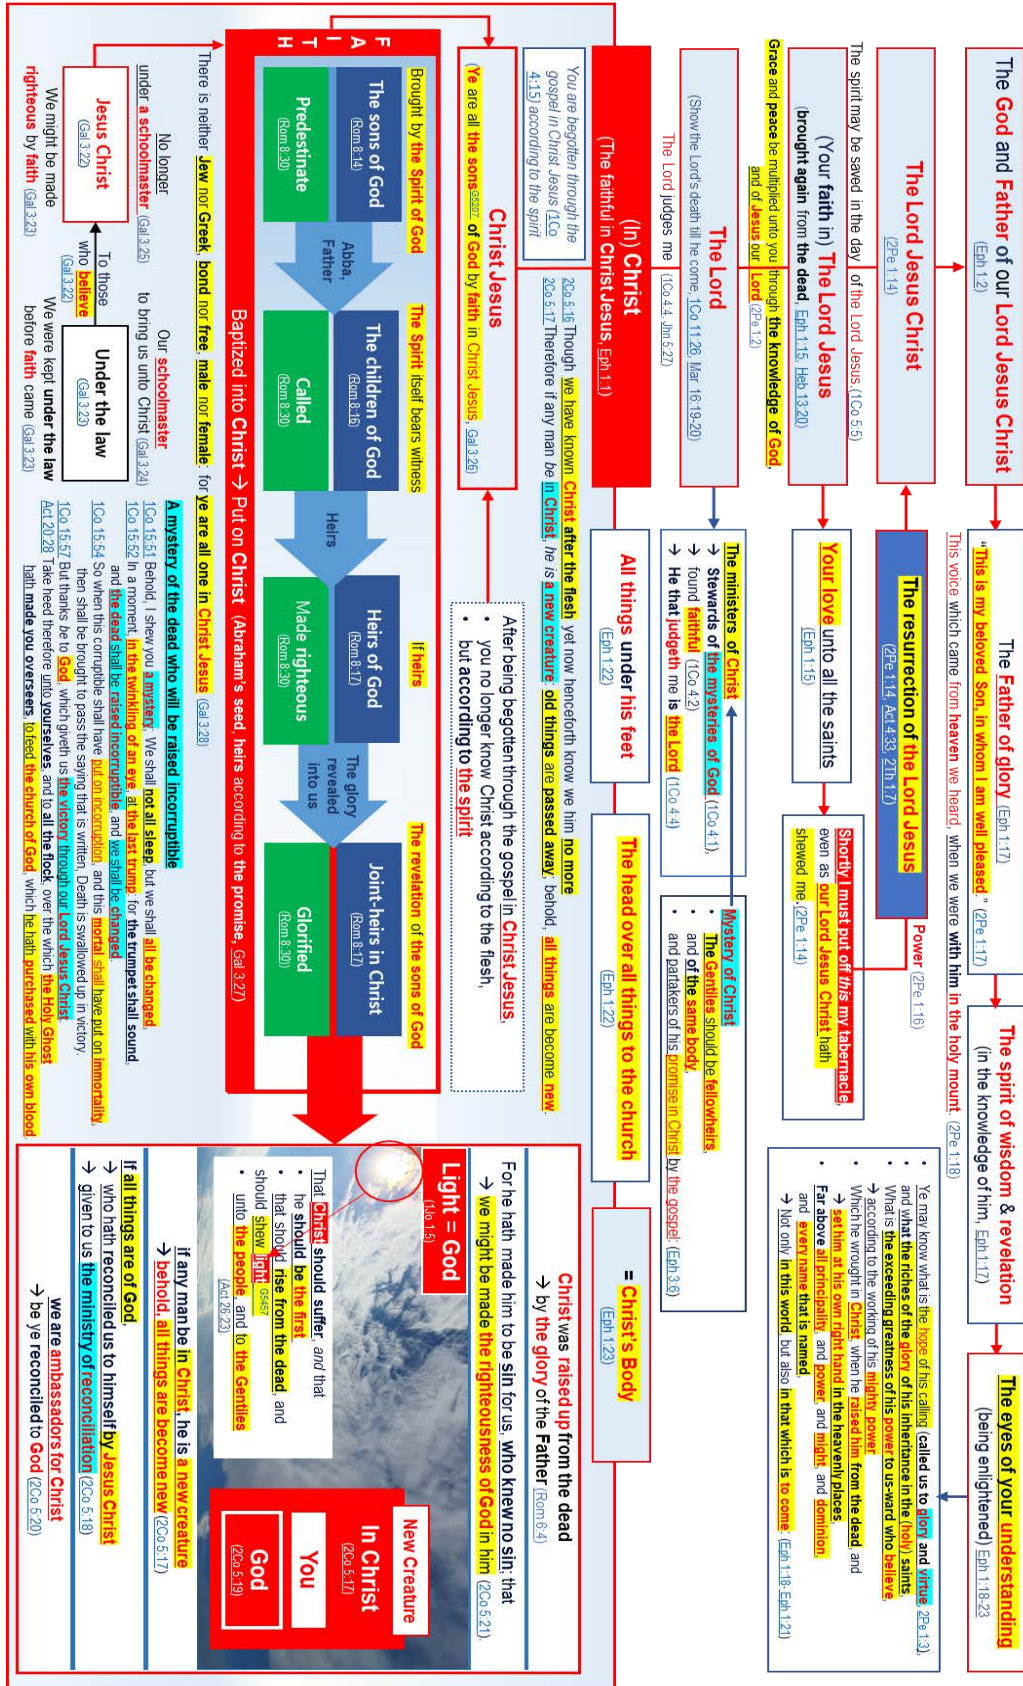 The God and Father of our Lord Jesus Christ
(Eph 1:2)
The Father of glory (Eph 1:17)
"This is my beloved Son, in whom I am well pleased." (2Pe 1:17)
This voice which came from heaven we heard, when we were with him in the holy mount. (2Pe 1:18)
The spirit of wisdom & revelation
(in the knowledge of him, Eph 1:17)
The eyes of your understanding
(being enlightened) Eph 1:18-23
The Lord Jesus Christ
(2Pe 1:14)
The spirit may be saved in the day of the Lord Jesus. (1Co 5:5)
The resurrection of the Lord Jesus
(2Pe 1:14, Act 4:33, 2Th 1:7)
Power (2Pe 1:16)
• Ye may know what is the hope of his calling (called us to glory and virtue, 2Pe 1:3),
and what the riches of the glory of his inheritance in the (holy) saints,
• What is the exceeding greatness of his power to us-ward who believe,
→ according to the working of his mighty power
Which he wrought in Christ, when he raised him from the dead, and
→ set him at his own right hand in the heavenly places,
• Far above all principality, and power, and might, and dominion,
and every name that is named,
→ Not only in this world, but also in that which is to come: (Eph 1:18- Eph 1:21)
(Your faith in) The Lord Jesus
(brought again from the dead, Eph 1:15, Heb 13:20)
Grace and peace be multiplied unto you through the knowledge of God,
and of Jesus our Lord (2Pe 1:2)
Your love unto all the saints
(Eph 1:15)
Shortly I must put off this my tabernacle,
even as our Lord Jesus Christ hath
shewed me. (2Pe 1:14)
The Lord
(Show the Lord's death till he come, 1Co 11:26, Mar 16:19-20)
The Lord judges me (1Co 4:4, Jhn 5:27)
The ministers of Christ
→ Stewards of the mysteries of God (1Co 4:1),
→ found faithful (1Co 4:2)
→ He that judgeth me is the Lord (1Co 4:4)
Mystery of Christ
• The Gentiles should be fellowheirs,
• and of the same body,
• and partakers of his promise in Christ by the gospel: (Eph 3:6)
(In) Christ
(The faithful in Christ Jesus, Eph 1:1)
All things under his feet
(Eph 1:22)
The head over all things to the church
(Eph 1:22)
= Christ's Body
(Eph 1:23)
You are begotten through the
gospel in Christ Jesus (1Co
4:15) according to the spirit
2Co 5:16 Though we have known Christ after the flesh yet now henceforth know we him no more.
2Co 5:17 Therefore if any man be in Christ, he is a new creature: old things are passed away; behold, all things are become new.
Christ Jesus
(Ye are all the sons G5207 of God by faith in Christ Jesus, Gal 3:26)
After being begotten through the gospel in Christ Jesus,
• you no longer know Christ according to the flesh,
• but according to the spirit
FAITH
Brought by the Spirit of God
The Spirit itself bears witness
If heirs
The revelation of the sons of God
The sons of God
(Rom 8:14)
Predestinate
(Rom 8:30)
Abba,
Father
The children of God
(Rom 8:16)
Called
(Rom 8:30)
Heirs
Heirs of God
(Rom 8:17)
Made righteous
(Rom 8:30)
The glory
revealed
into us
Joint-heirs in Christ
(Rom 8:17)
Glorified
(Rom 8:30)
Baptized into Christ → Put on Christ (Abraham's seed, heirs according to the promise, Gal 3:27)
There is neither Jew nor Greek, bond nor free, male nor female: for ye are all one in Christ Jesus (Gal 3:28)
No longer
under a schoolmaster (Gal 3:25)
Our schoolmaster
to bring us unto Christ (Gal 3:24)
Jesus Christ
(Gal 3:22)
To those
who believe
(Gal 3:22)
Under the law
(Gal 3:23)
We might be made
righteous by faith (Gal 3:23)
We were kept under the law
before faith came (Gal 3:23)
A mystery of the dead who will be raised incorruptible
1Co 15:51 Behold, I shew you a mystery; We shall not all sleep, but we shall all be changed,
1Co 15:52 In a moment, in the twinkling of an eye, at the last trump: for the trumpet shall sound,
and the dead shall be raised incorruptible, and we shall be changed.
1Co 15:54 So when this corruptible shall have put on incorruption, and this mortal shall have put on immortality,
then shall be brought to pass the saying that is written, Death is swallowed up in victory.
1Co 15:57 But thanks be to God, which giveth us the victory through our Lord Jesus Christ.
Act 20:28 Take heed therefore unto yourselves, and to all the flock, over the which the Holy Ghost
hath made you overseers, to feed the church of God, which he hath purchased with his own blood.
Christ was raised up from the dead
→ by the glory of the Father (Rom 6:4)
For he hath made him to be sin for us, who knew no sin; that
→ we might be made the righteousness of God in him (2Co 5:21).
Light = God
(1Jo 1:5)
That Christ should suffer, and that
• he should be the first
• that should rise from the dead, and
should shew light G5457
• unto the people, and to the Gentiles
(Act 26:23).
New Creature
In Christ
(2Co 5:17)
You
God
(2Co 5:19)
if any man be in Christ, he is a new creature
→ behold, all things are become new (2Co 5:17)
If all things are of God,
→ who hath reconciled us to himself by Jesus Christ
→ given to us the ministry of reconciliation (2Co 5:18)
we are ambassadors for Christ
→ be ye reconciled to God (2Co 5:20)